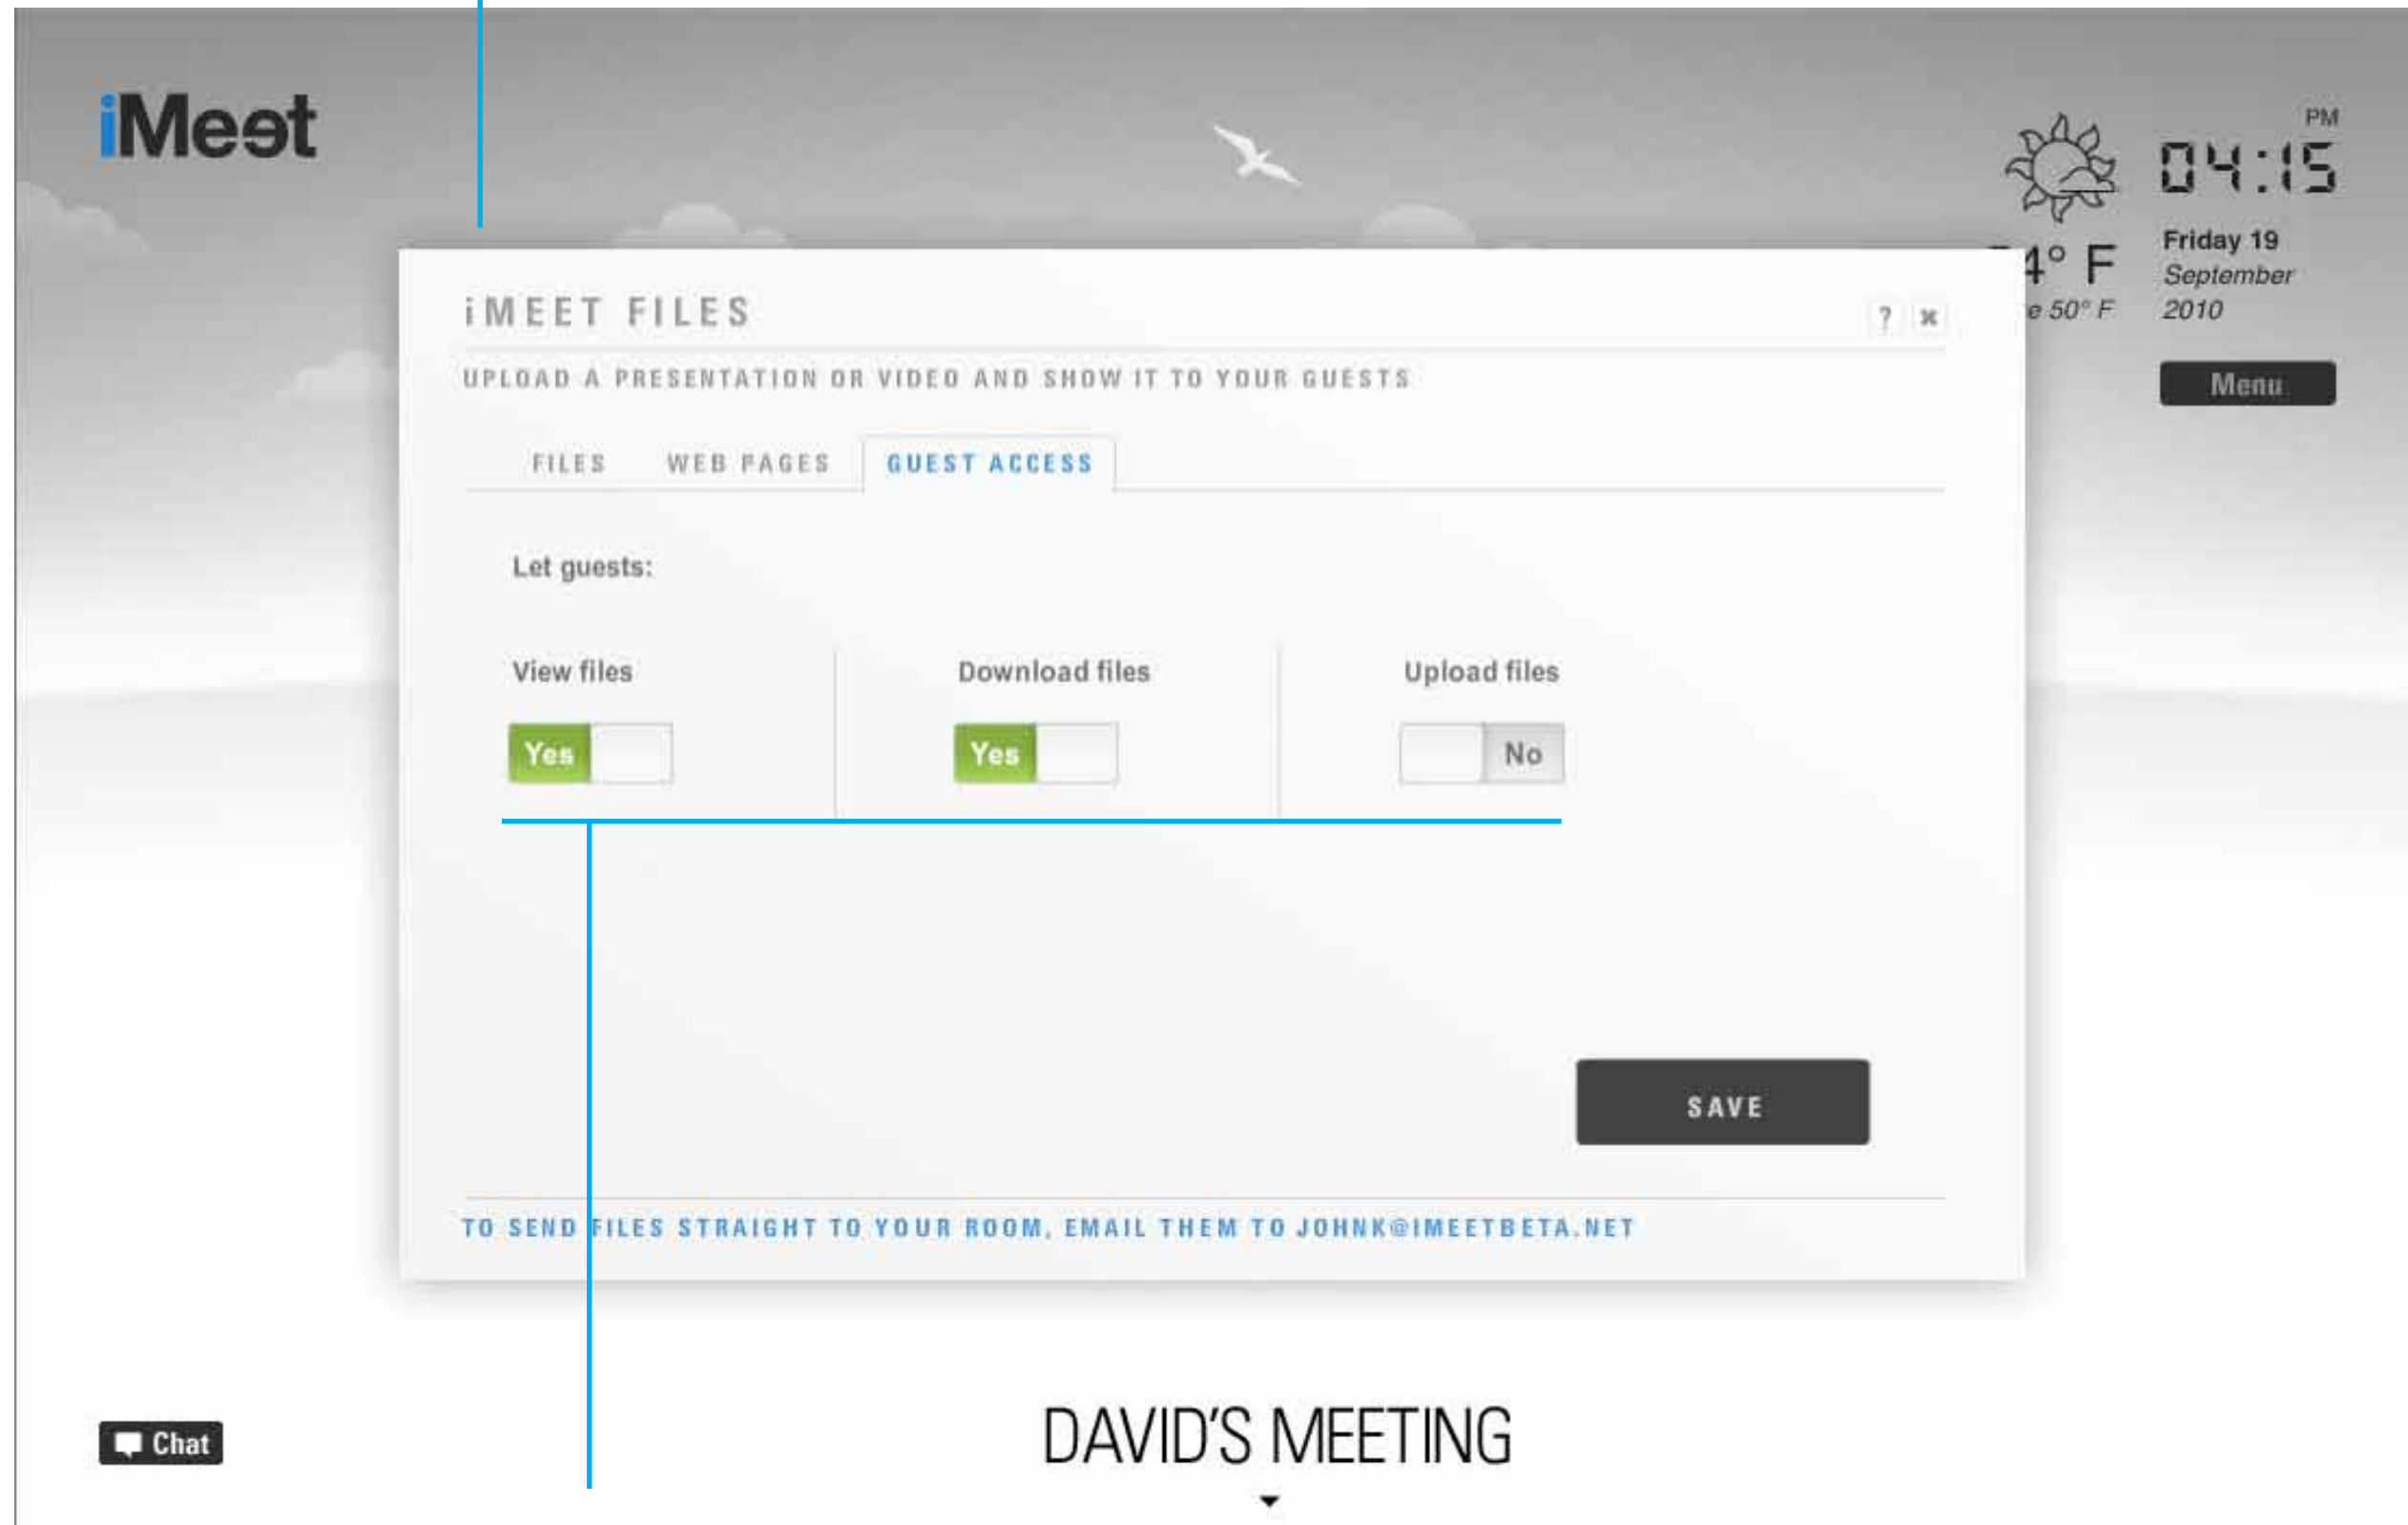 iMeet
PM
04:15
4° F
Friday 19
September
e 50° F
2010
Menu
iMEET FILES
? ✖
UPLOAD A PRESENTATION OR VIDEO AND SHOW IT TO YOUR GUESTS
FILES WEB PAGES GUEST ACCESS
Let guests:
View files Download files Upload files
Yes Yes No
SAVE
TO SEND FILES STRAIGHT TO YOUR ROOM, EMAIL THEM TO JOHNK@IMEETBETA.NET
Chat
DAVID'S MEETING